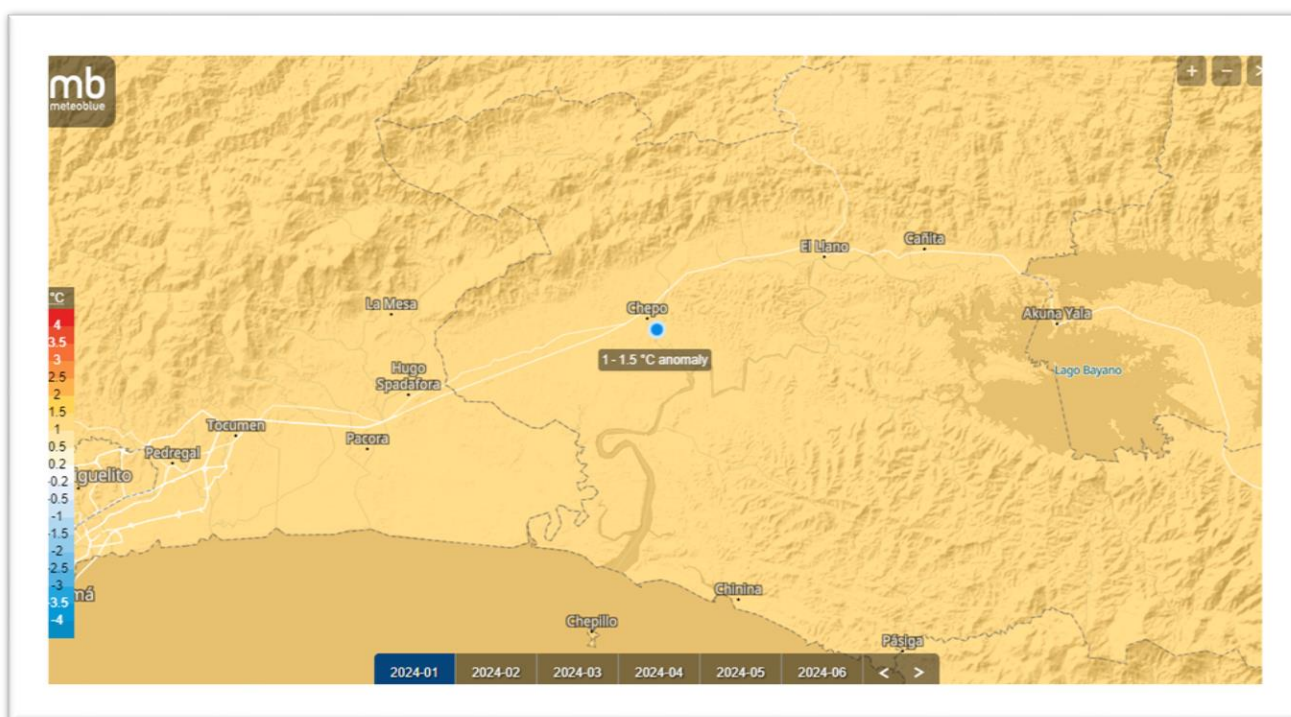 mb
meteoblue
+
−
>
El Llano
Cañita
°C
4
3.5
3
2.5
2
1.5
1
0.5
0.2
-0.2
-0.5
-1
-1.5
-2
-2.5
-3
-3.5
-4
La Mesa
Chepo
Akuna Yala
1 - 1.5 °C anomaly
Hugo
Spadafora
Lago Bayano
Tocumen
Pacora
Pedregal
iguelito
má
Chinina
Chepillo
Pásiga
2024-01 2024-02 2024-03 2024-04 2024-05 2024-06 < >